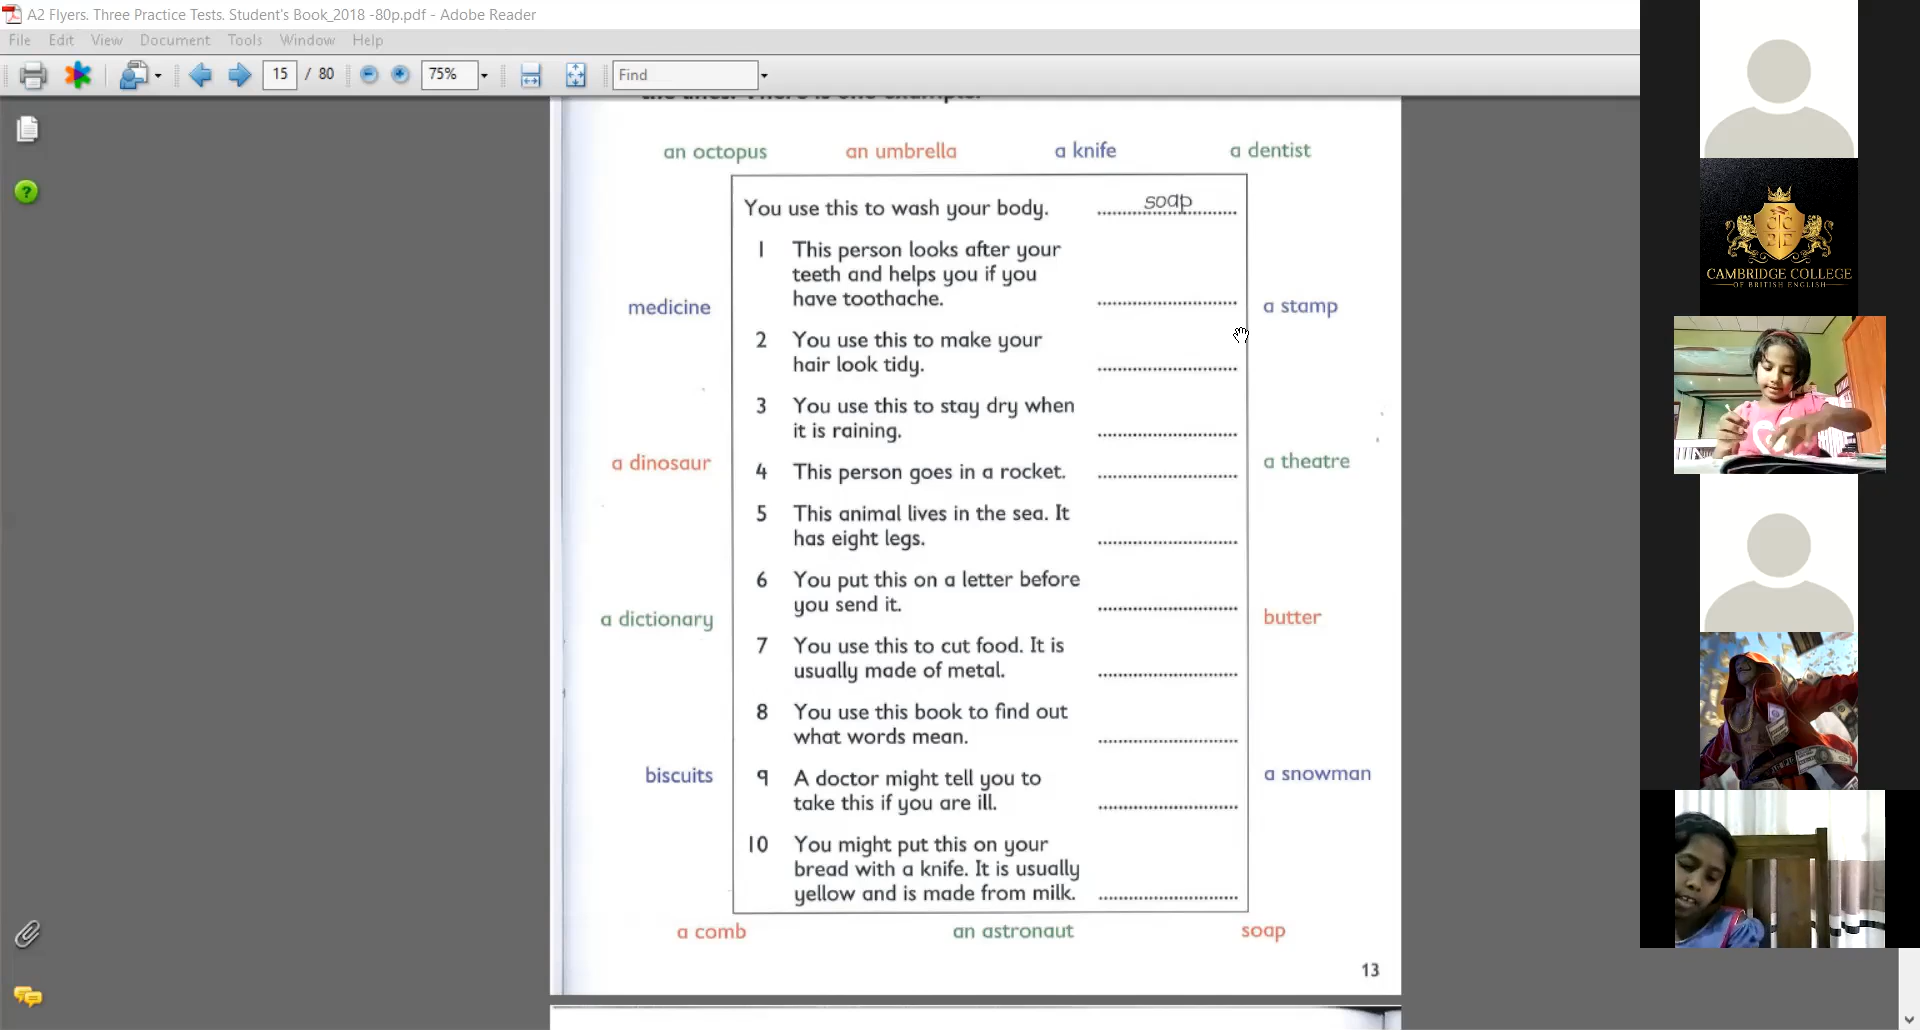 A2 Flyers. Three Practice Tests. Student's Book_2018 -80p.pdf - Adobe Reader
File Edit View Document Tools Window Help
15 / 80 75% Find
the lines. There is one example.
an octopus an umbrella a knife a dentist
You use this to wash your body. soap
1 This person looks after your
teeth and helps you if you
have toothache.
medicine
a stamp
2 You use this to make your
hair look tidy.
3 You use this to stay dry when
it is raining.
a dinosaur
a theatre
4 This person goes in a rocket.
5 This animal lives in the sea. It
has eight legs.
6 You put this on a letter before
you send it.
a dictionary
butter
7 You use this to cut food. It is
usually made of metal.
8 You use this book to find out
what words mean.
biscuits
a snowman
9 A doctor might tell you to
take this if you are ill.
10 You might put this on your
bread with a knife. It is usually
yellow and is made from milk.
a comb an astronaut soap
13
CAMBRIDGE COLLEGE
OF BRITISH ENGLISH